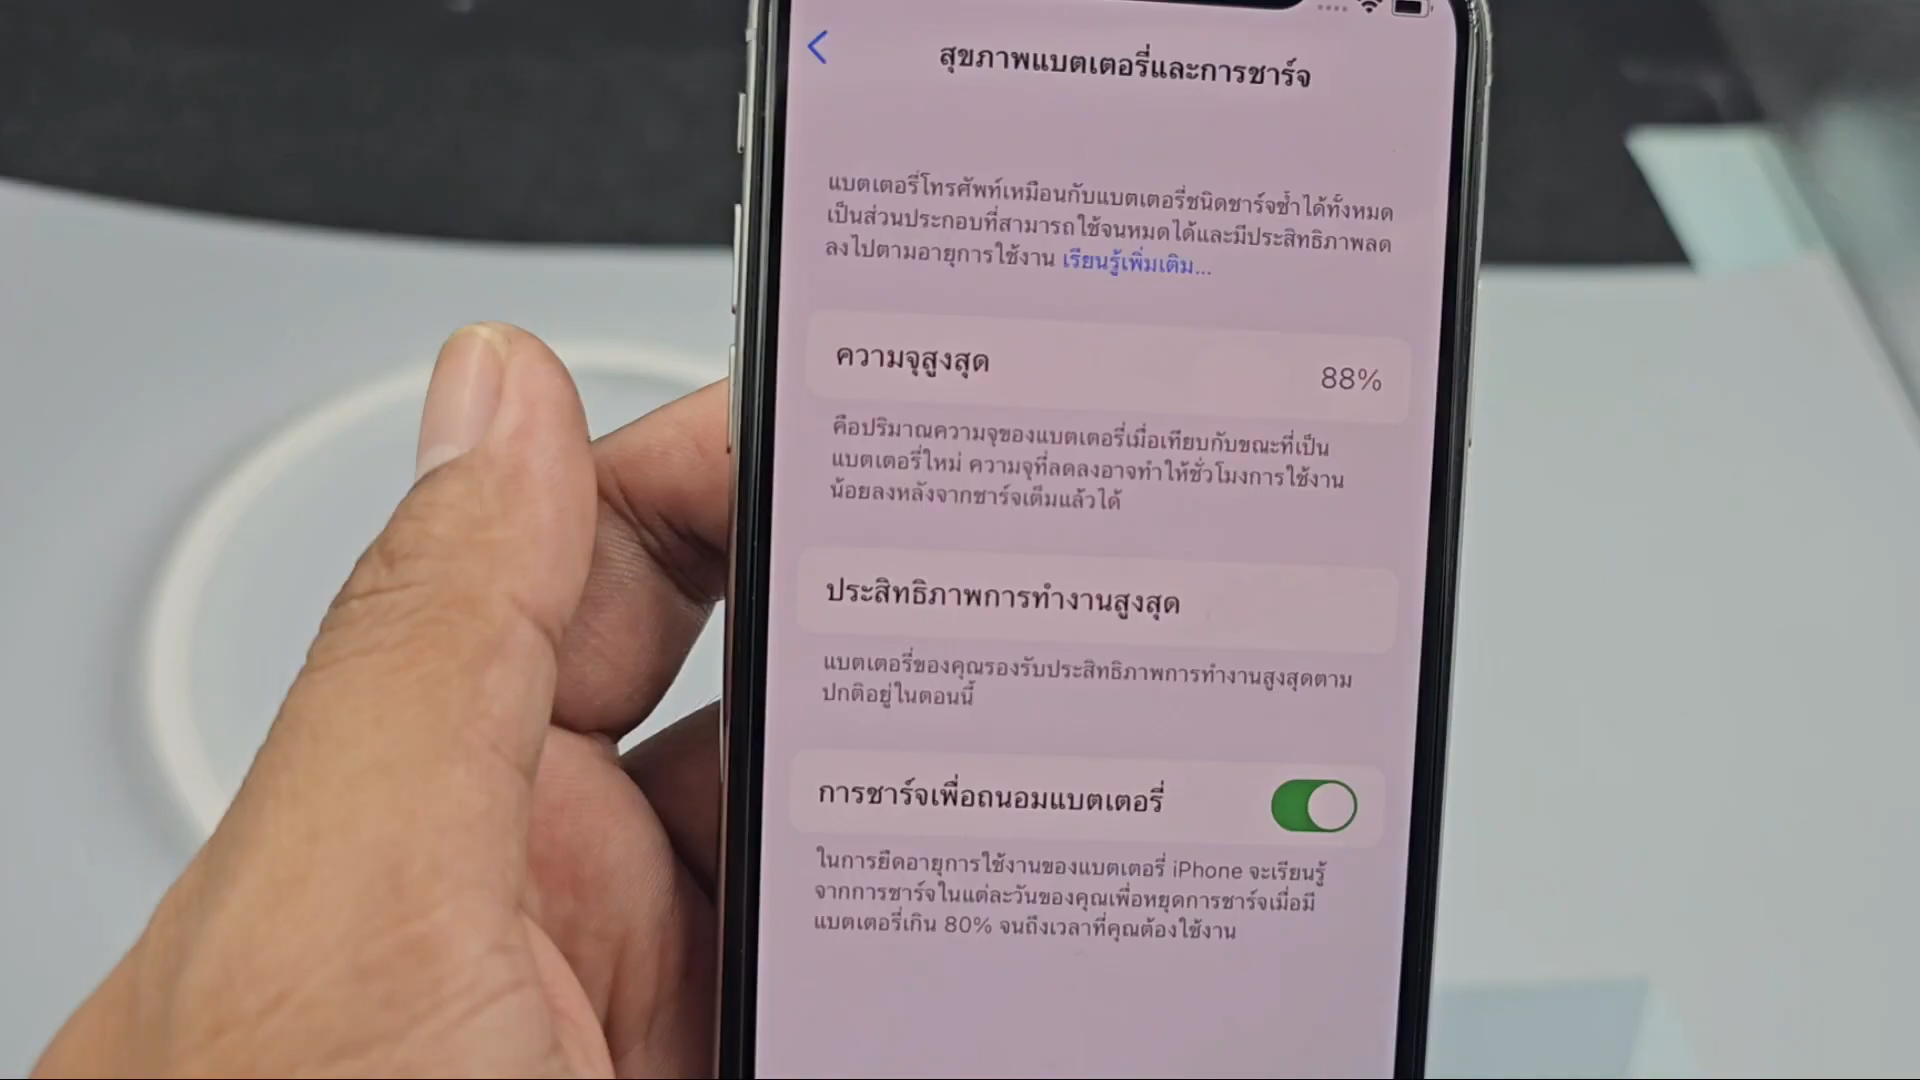 สุขภาพแบตเตอรี่และการชาร์จ
แบตเตอรี่โทรศัพท์เหมือนกับแบตเตอรี่ชนิดชาร์จซ้ำได้ทั้งหมด
เป็นส่วนประกอบที่สามารถใช้จนหมดได้และมีประสิทธิภาพลด
ลงไปตามอายุการใช้งาน เรียนรู้เพิ่มเติม...
ความจุสูงสุด 88%
คือปริมาณความจุของแบตเตอรี่เมื่อเทียบกับขณะที่เป็น
แบตเตอรี่ใหม่ ความจุที่ลดลงอาจทำให้ชั่วโมงการใช้งาน
น้อยลงหลังจากชาร์จเต็มแล้วได้
ประสิทธิภาพการทำงานสูงสุด
แบตเตอรี่ของคุณรองรับประสิทธิภาพการทำงานสูงสุดตาม
ปกติอยู่ในตอนนี้
การชาร์จเพื่อถนอมแบตเตอรี่
ในการยืดอายุการใช้งานของแบตเตอรี่ iPhone จะเรียนรู้
จากการชาร์จในแต่ละวันของคุณเพื่อหยุดการชาร์จเมื่อมี
แบตเตอรี่เกิน 80% จนถึงเวลาที่คุณต้องใช้งาน